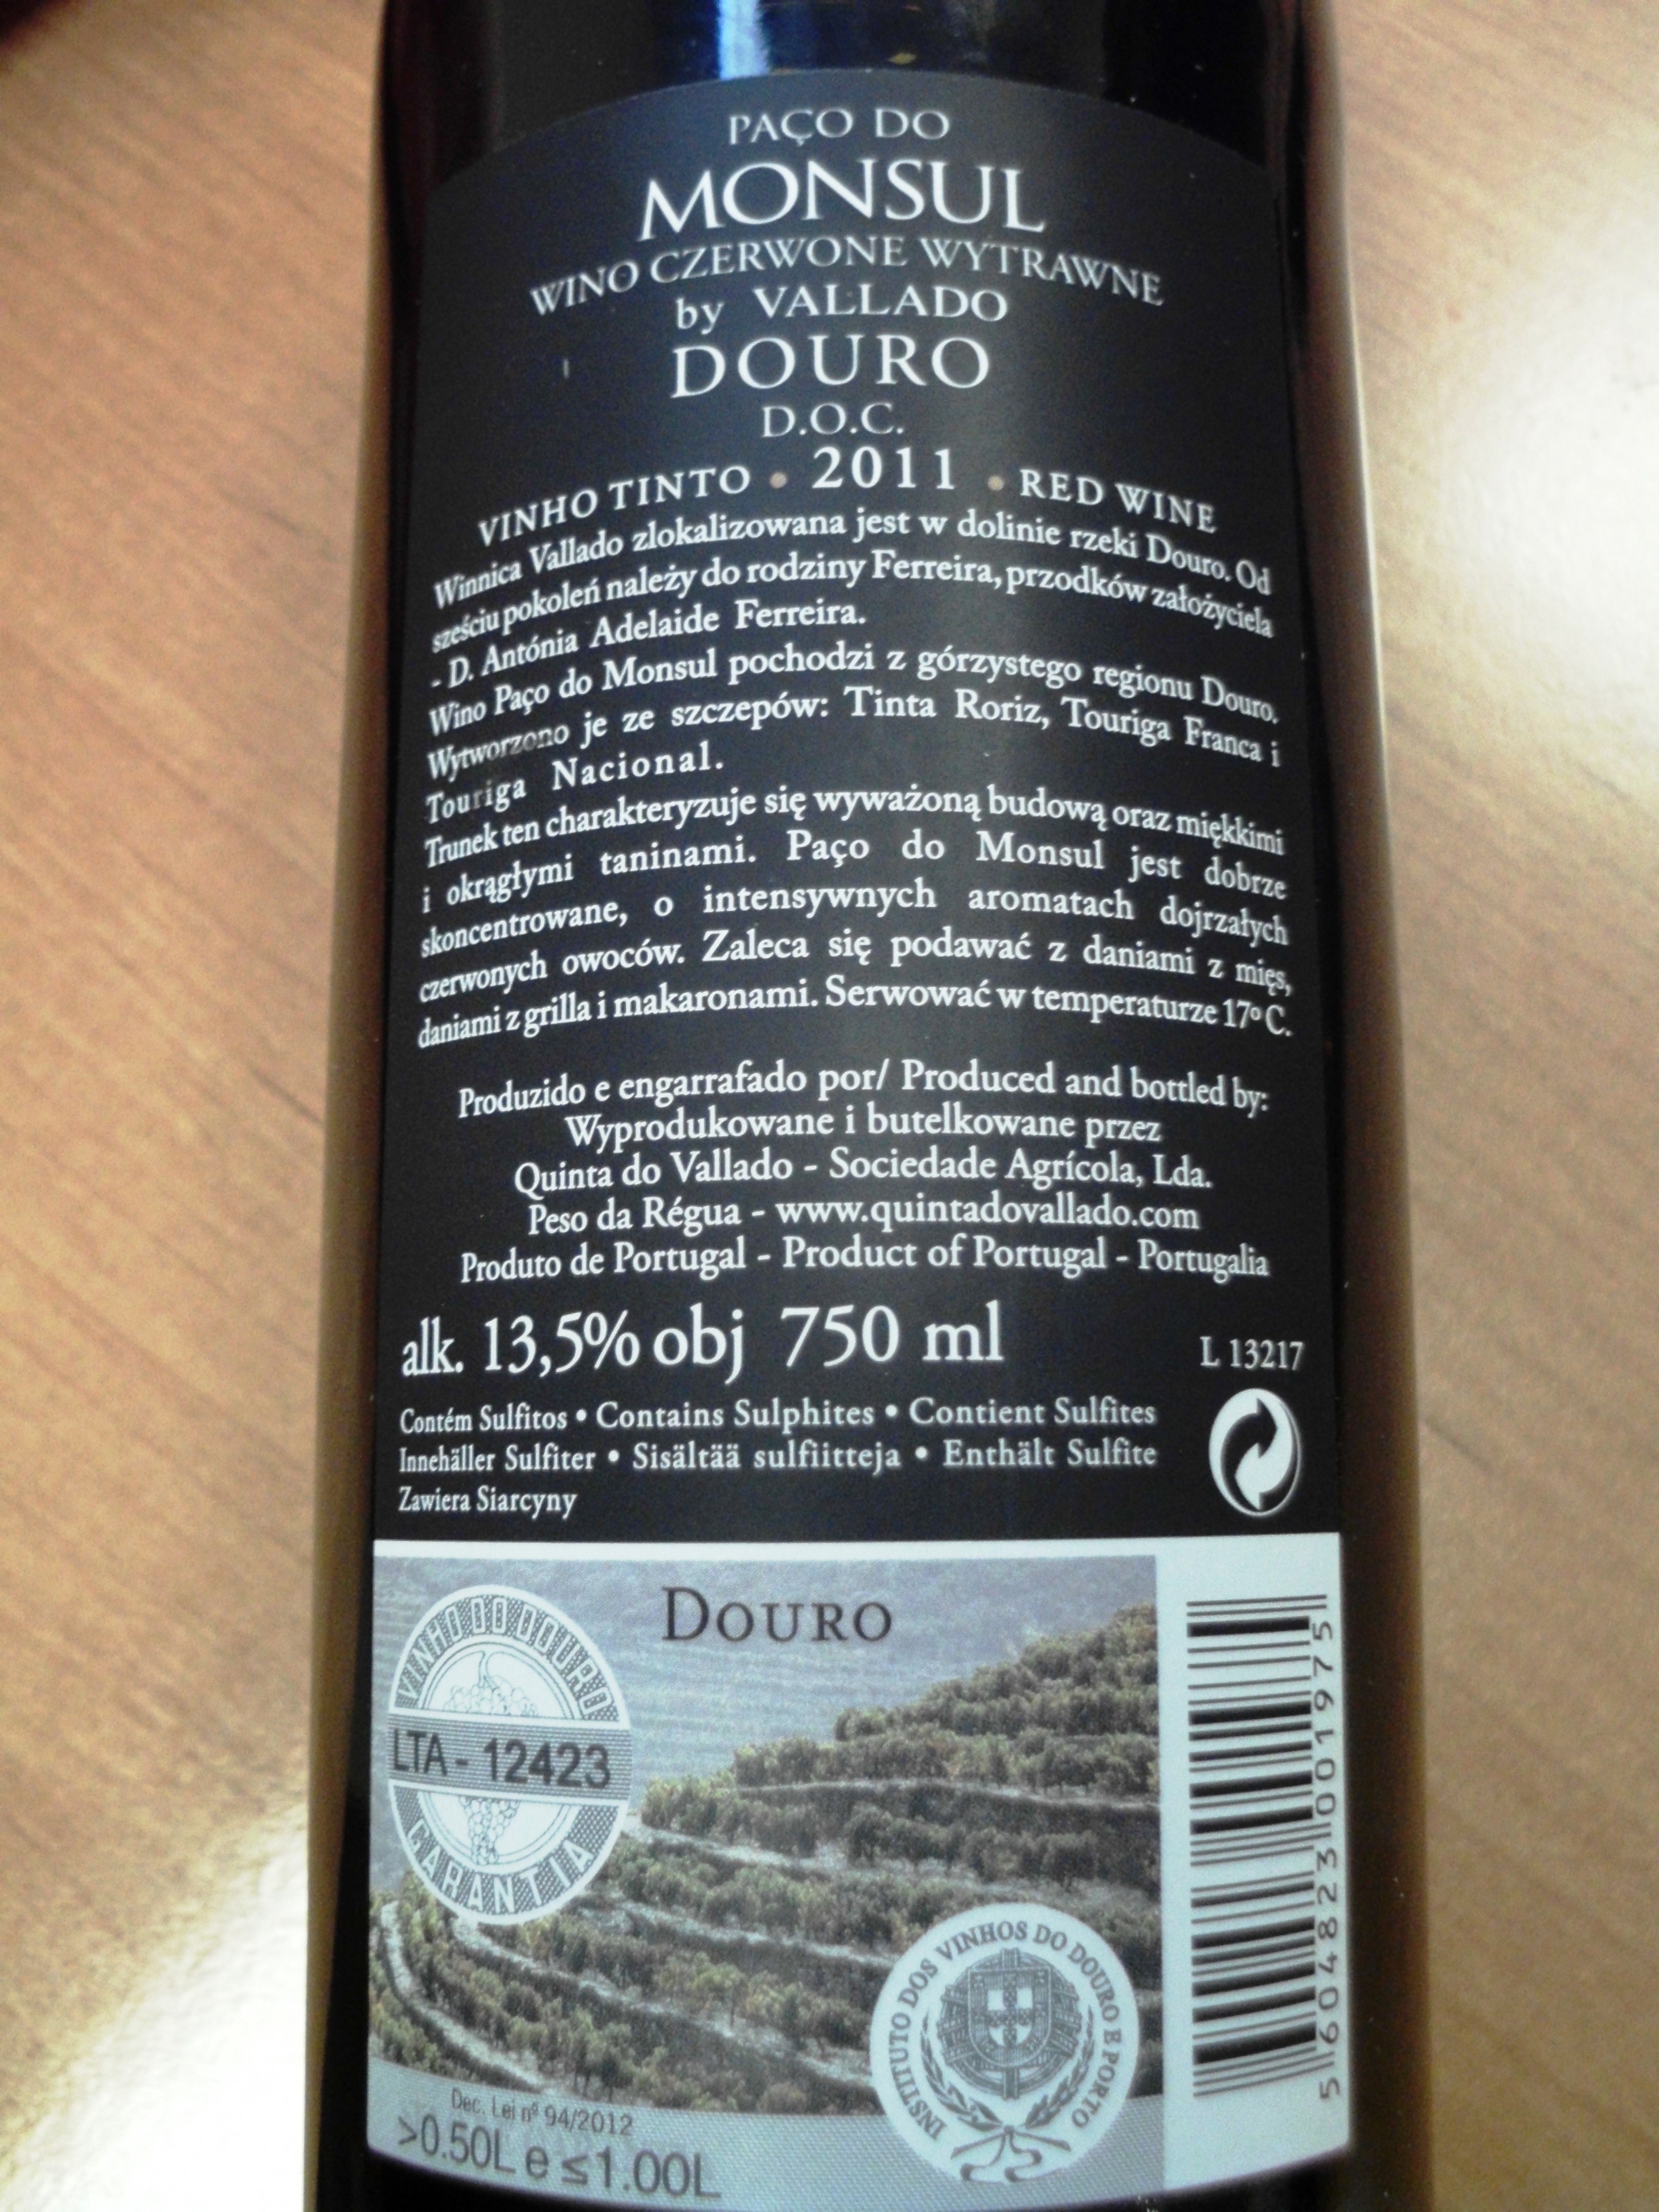 PAÇO DO
MONSUL
WINO CZERWONE WYTRAWNE
by VALLADO
DOURO
D.O.C.
VINHO TINTO • 2011 • RED WINE
Winnica Vallado zlokalizowana jest w dolinie rzeki Douro. Od
sześciu pokoleń należy do rodziny Ferreira, przodków założyciela
- D. Antónia Adelaide Ferreira.
Wino Paço do Monsul pochodzi z górzystego regionu Douro.
Wytworzono je ze szczepów: Tinta Roriz, Touriga Franca i
Touriga Nacional.
Trunek ten charakteryzuje się wyważoną budową oraz miękkimi
i okrągłymi taninami. Paço do Monsul jest dobrze
skoncentrowane, o intensywnych aromatach dojrzałych
czerwonych owoców. Zaleca się podawać z daniami z mięs,
daniami z grilla i makaronami. Serwować w temperaturze 17º C.
Produzido e engarrafado por/ Produced and bottled by:
Wyprodukowane i butelkowane przez
Quinta do Vallado - Sociedade Agrícola, Lda.
Peso da Régua - www.quintadovallado.com
Produto de Portugal - Product of Portugal - Portugalia
alk. 13,5% obj 750 ml
L 13217
Contém Sulfitos • Contains Sulphites • Contient Sulfites
Innehäller Sulfiter • Sisältää sulfiitteja • Enthält Sulfite
Zawiera Siarcyny
DOURO
VINHO DO DOURO
LTA - 12423
GARANTIA
INSTITUTO DOS VINHOS DO DOURO E PORTO
Dec. Lei nº 94/2012
>0.50L e ≤1.00L
5 604823 001975